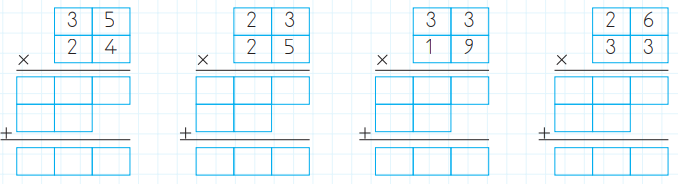 3 5 2 3 3 3 2 6
× 2 4 × 2 5 × 1 9 × 3 3
+ + + +